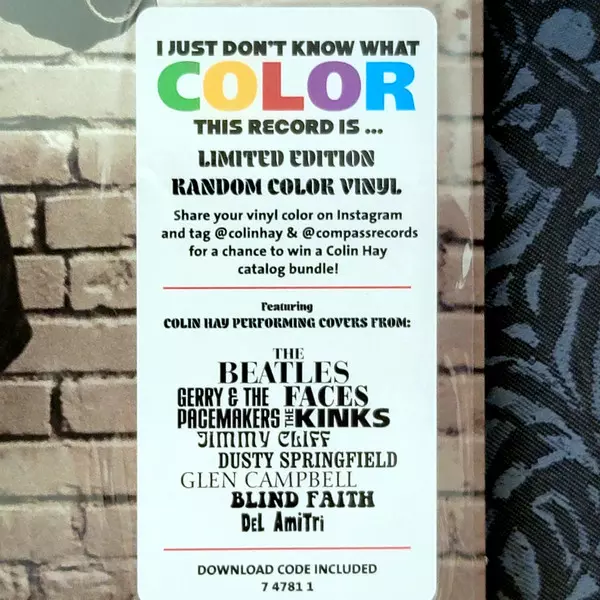 I JUST DON'T KNOW WHAT
COLOR
THIS RECORD IS ...
LIMITED EDITION
RANDOM COLOR VINYL
Share your vinyl color on Instagram
and tag @colinhay & @compassrecords
for a chance to win a Colin Hay
catalog bundle!
Featuring
COLIN HAY PERFORMING COVERS FROM:
THE
BEATLES
GERRY & THE
PACEMAKERS
FACES
THE KINKS
JIMMY CLIFF
DUSTY SPRINGFIELD
GLEN CAMPBELL
BLIND FAITH
DEL AMiTRi
DOWNLOAD CODE INCLUDED
7 4781 1